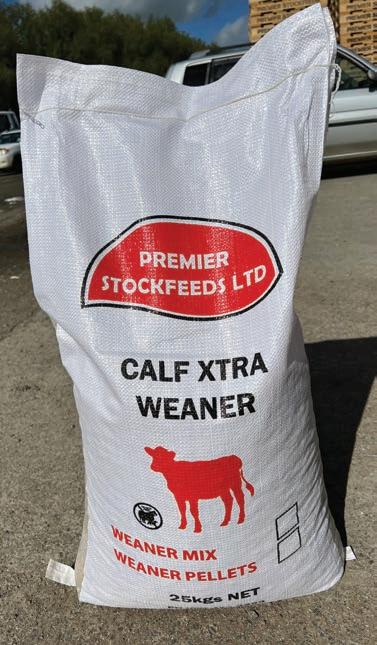 PREMIER
STOCKFEEDS LTD
CALF XTRA
WEANER
WEANER MIX
WEANER PELLETS
25kgs NET